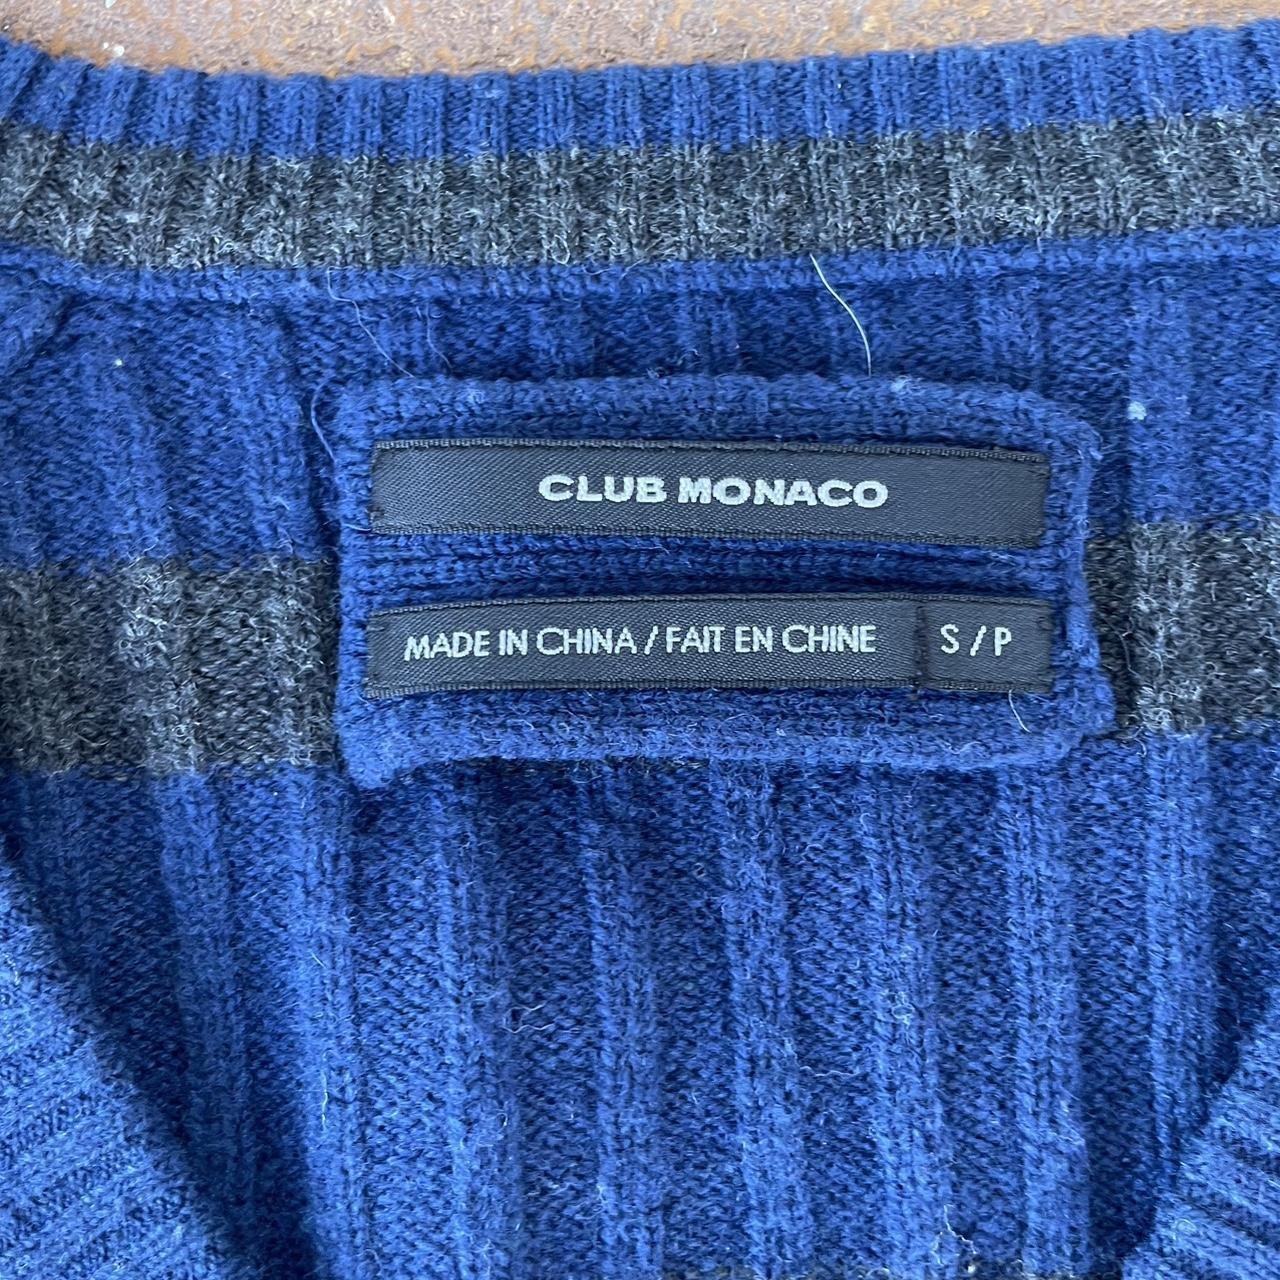 CLUB MONACO
MADE IN CHINA / FAIT EN CHINE S / P